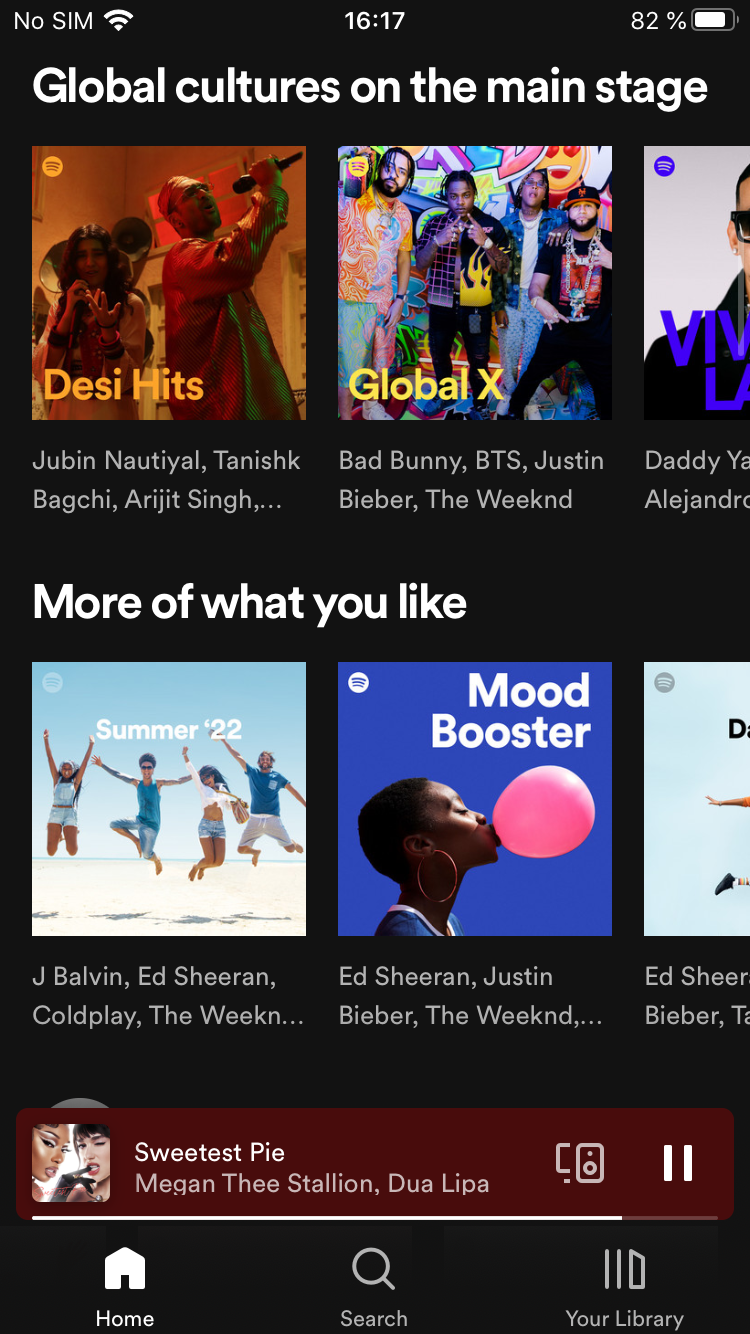 No SIM 16:17 82 %
Global cultures on the main stage
Desi Hits
Global X
VIV
LA
Jubin Nautiyal, Tanishk
Bagchi, Arijit Singh,...
Bad Bunny, BTS, Justin
Bieber, The Weeknd
Daddy Ya
Alejandro
More of what you like
Summer ‘22
Mood
Booster
Da
J Balvin, Ed Sheeran,
Coldplay, The Weekn...
Ed Sheeran, Justin
Bieber, The Weeknd,...
Ed Sheer
Bieber, Ta
Sweetest Pie
Megan Thee Stallion, Dua Lipa
Home
Search
Your Library